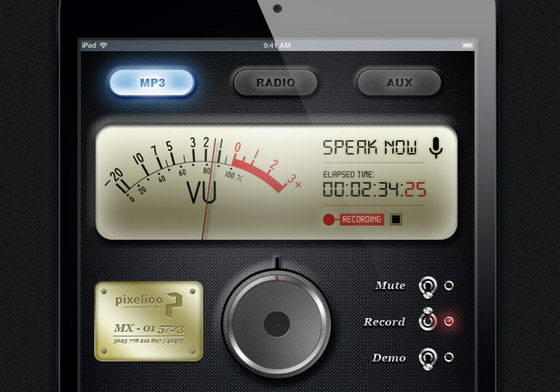 iPad 9:41 AM
MP3 RADIO AUX
-20 10 7 5 3 2 1 0 1 2 3 +
0 20 40 60 80 100 %
VU
SPEAK NOW
ELAPSED TIME:
00:02:34:25
RECORDING
pixelioo
MX - 01 5723
Mute
Record
Demo